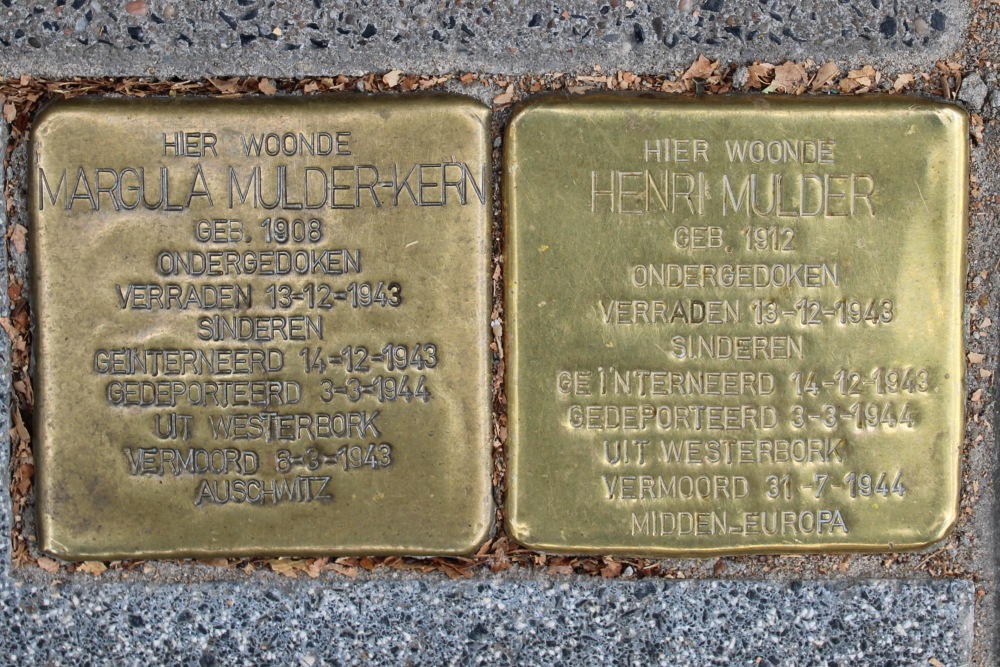 HIER WOONDE
MARGULA MULDER-KERN
GEB. 1908
ONDERGEDOKEN
VERRADEN 13-12-1943
SINDEREN
GEÏNTERNEERD 14-12-1943
GEDEPORTEERD 3-3-1944
UIT WESTERBORK
VERMOORD 8-3-1943
AUSCHWITZ
HIER WOONDE
HENRI MULDER
GEB. 1912
ONDERGEDOKEN
VERRADEN 13-12-1943
SINDEREN
GEÏNTERNEERD 14-12-1943
GEDEPORTEERD 3-3-1944
UIT WESTERBORK
VERMOORD 31-7-1944
MIDDEN-EUROPA